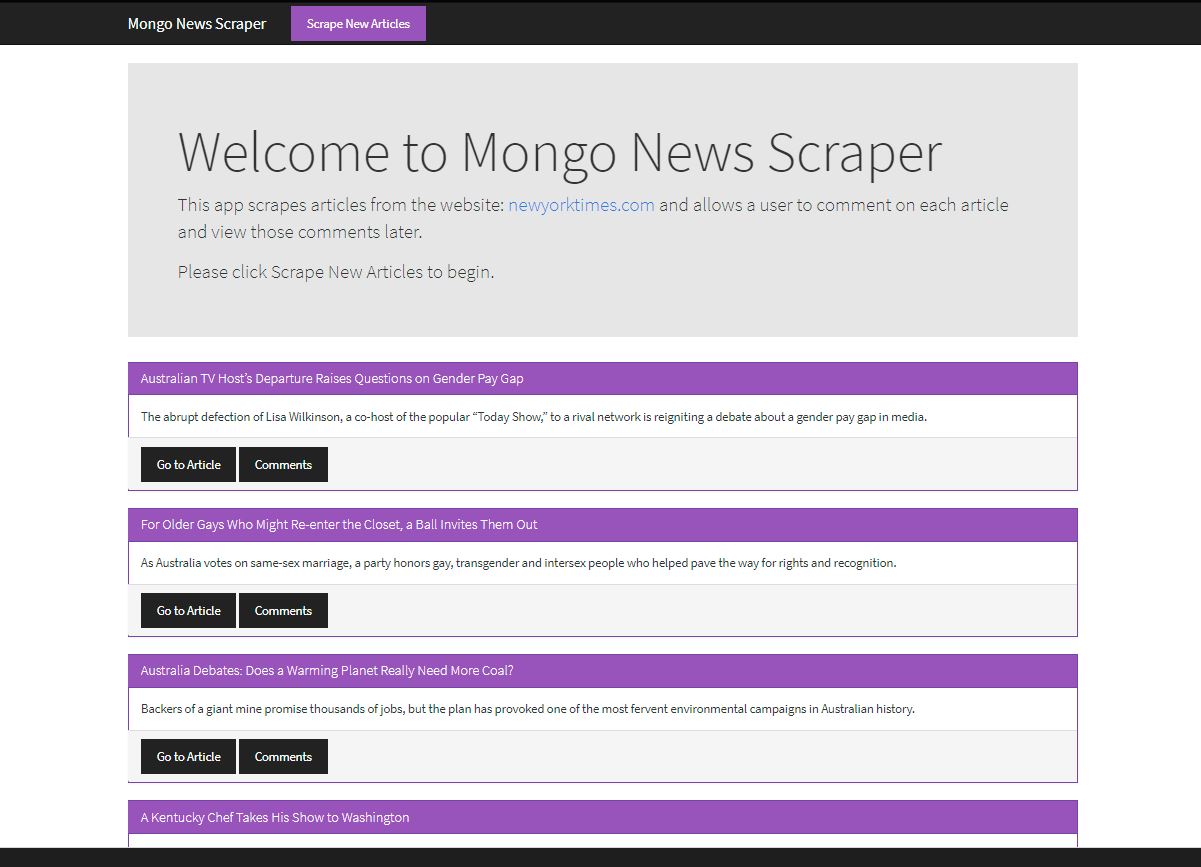 Mongo News Scraper
Scrape New Articles
Welcome to Mongo News Scraper
This app scrapes articles from the website: newyorktimes.com and allows a user to comment on each article
and view those comments later.
Please click Scrape New Articles to begin.
Australian TV Host’s Departure Raises Questions on Gender Pay Gap
The abrupt defection of Lisa Wilkinson, a co-host of the popular “Today Show,” to a rival network is reigniting a debate about a gender pay gap in media.
Go to Article
Comments
For Older Gays Who Might Re-enter the Closet, a Ball Invites Them Out
As Australia votes on same-sex marriage, a party honors gay, transgender and intersex people who helped pave the way for rights and recognition.
Go to Article
Comments
Australia Debates: Does a Warming Planet Really Need More Coal?
Backers of a giant mine promise thousands of jobs, but the plan has provoked one of the most fervent environmental campaigns in Australian history.
Go to Article
Comments
A Kentucky Chef Takes His Show to Washington